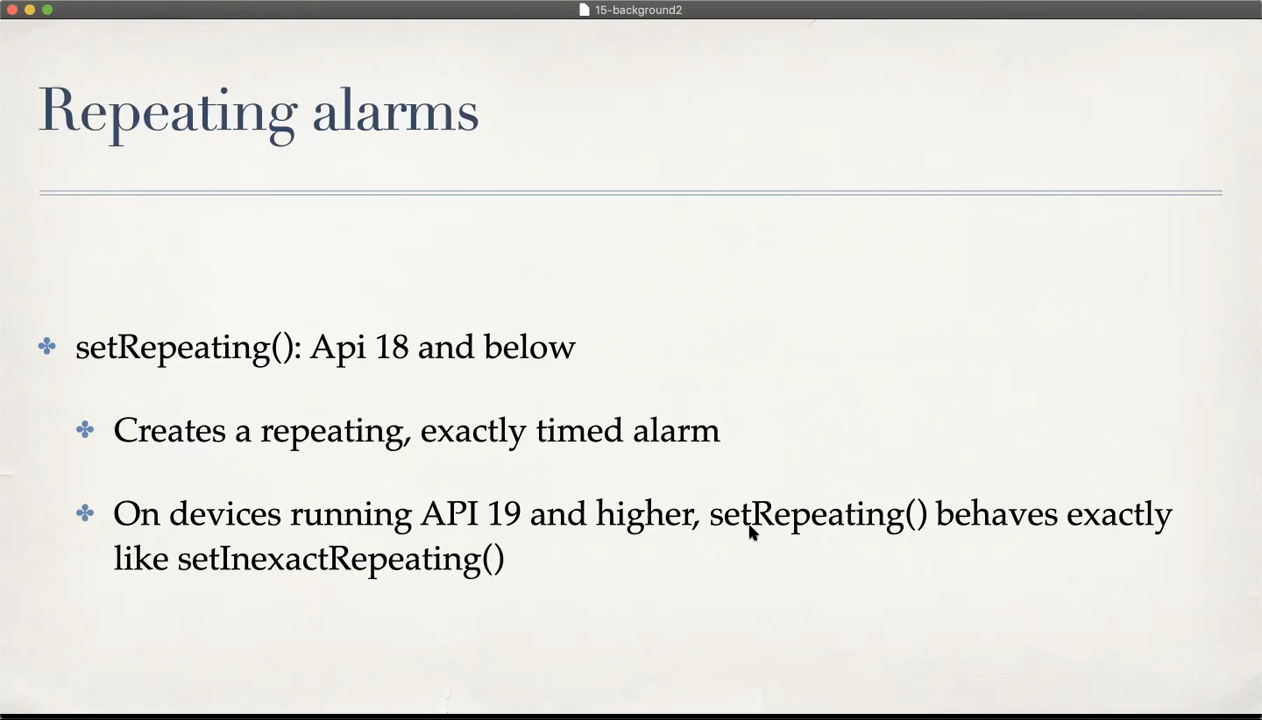 15-background2
Repeating alarms
setRepeating(): Api 18 and below
Creates a repeating, exactly timed alarm
On devices running API 19 and higher, setRepeating() behaves exactly
like setInexactRepeating()